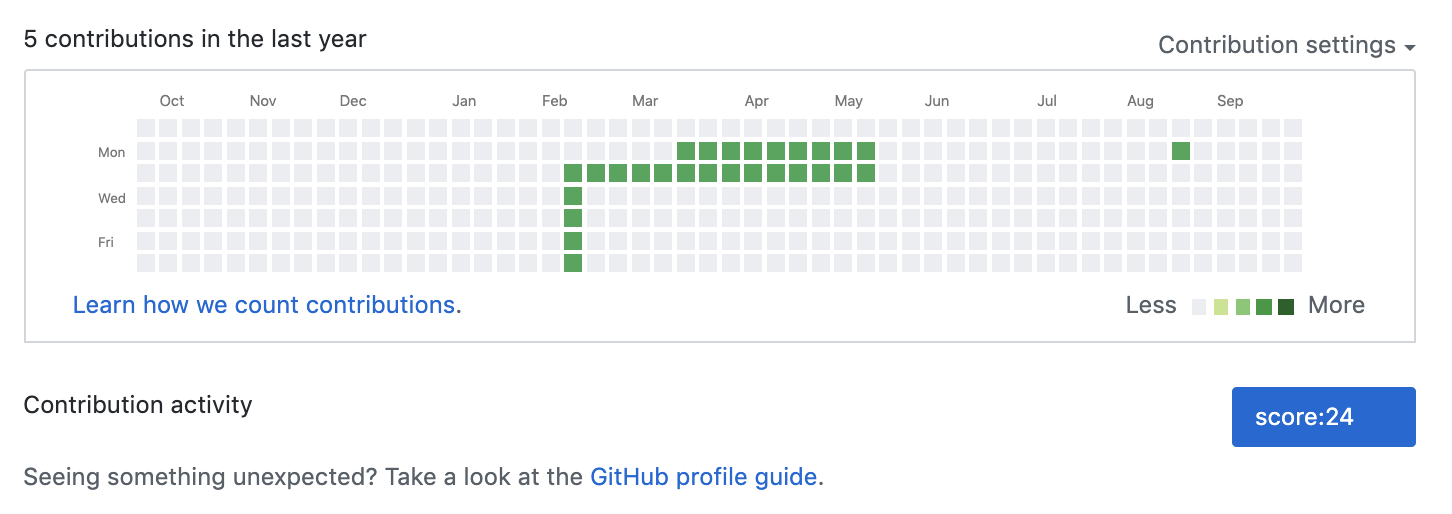 5 contributions in the last year
Contribution settings
Oct Nov Dec Jan Feb Mar Apr May Jun Jul Aug Sep
Mon
Wed
Fri
Learn how we count contributions.
Less More
Contribution activity
score:24
Seeing something unexpected? Take a look at the GitHub profile guide.